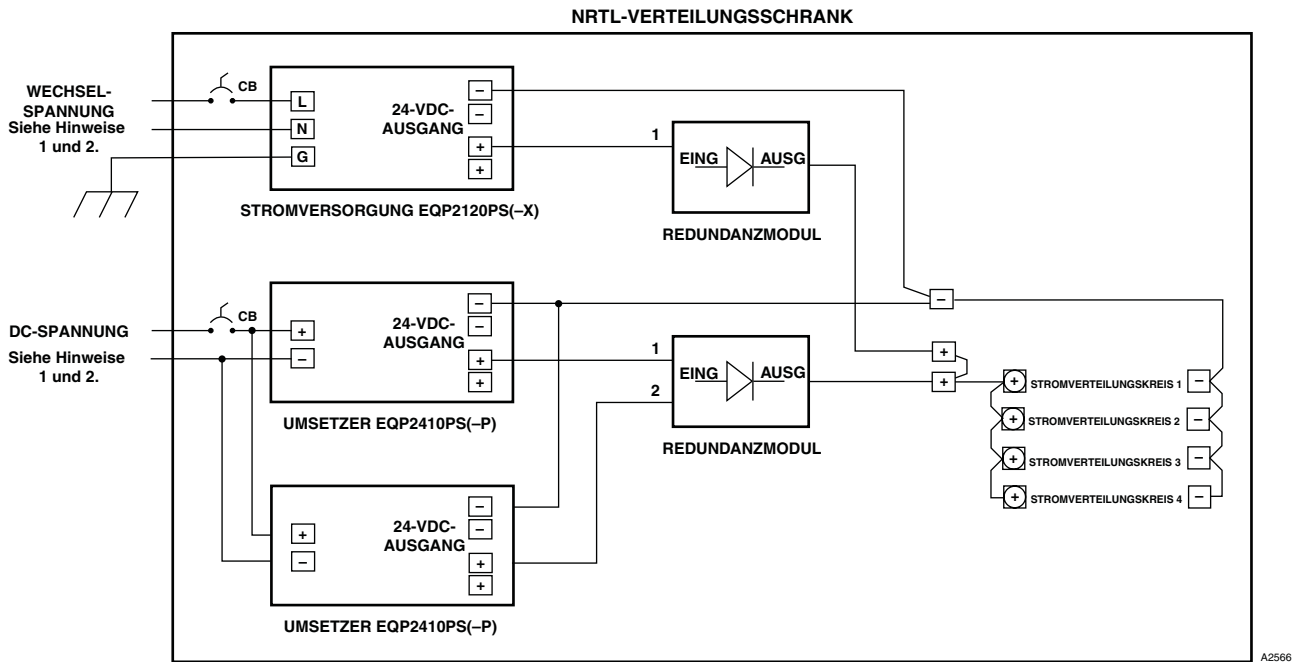 NRTL-VERTEILUNGSSCHRANK
WECHSEL-
SPANNUNG
Siehe Hinweise
1 und 2.
CB
L
N
G
24-VDC-
AUSGANG
−
−
+
+
STROMVERSORGUNG EQP2120PS(–X)
1
EING
AUSG
REDUNDANZMODUL
DC-SPANNUNG
Siehe Hinweise
1 und 2.
CB
+
−
24-VDC-
AUSGANG
−
−
+
+
UMSETZER EQP2410PS(–P)
1
2
EING
AUSG
REDUNDANZMODUL
−
+
+
+ STROMVERTEILUNGSKREIS 1 −
+ STROMVERTEILUNGSKREIS 2 −
+ STROMVERTEILUNGSKREIS 3 −
+ STROMVERTEILUNGSKREIS 4 −
+
−
24-VDC-
AUSGANG
−
−
+
+
UMSETZER EQP2410PS(–P)
A2566